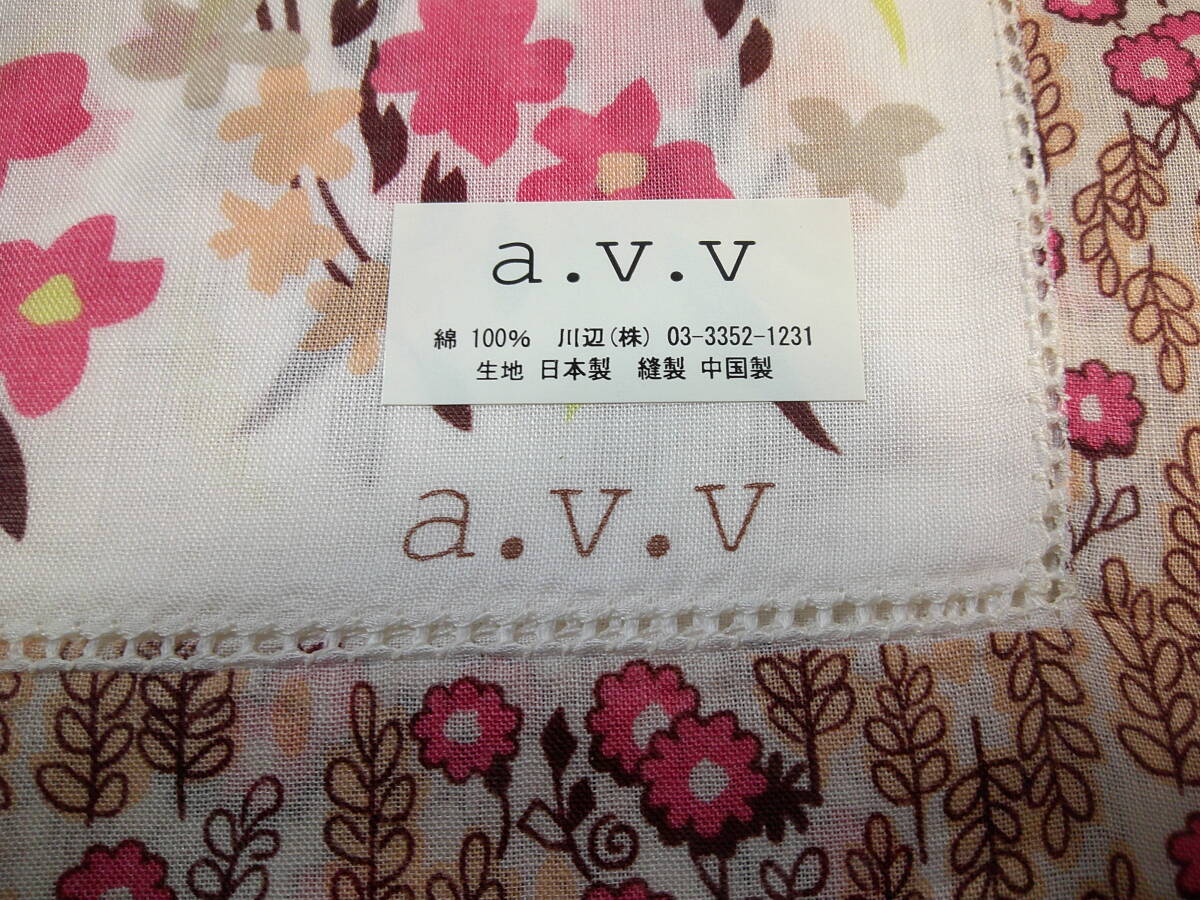 a.v.v
綿 100% 川辺(株) 03-3352-1231
生地 日本製 縫製 中国製
a.v.v